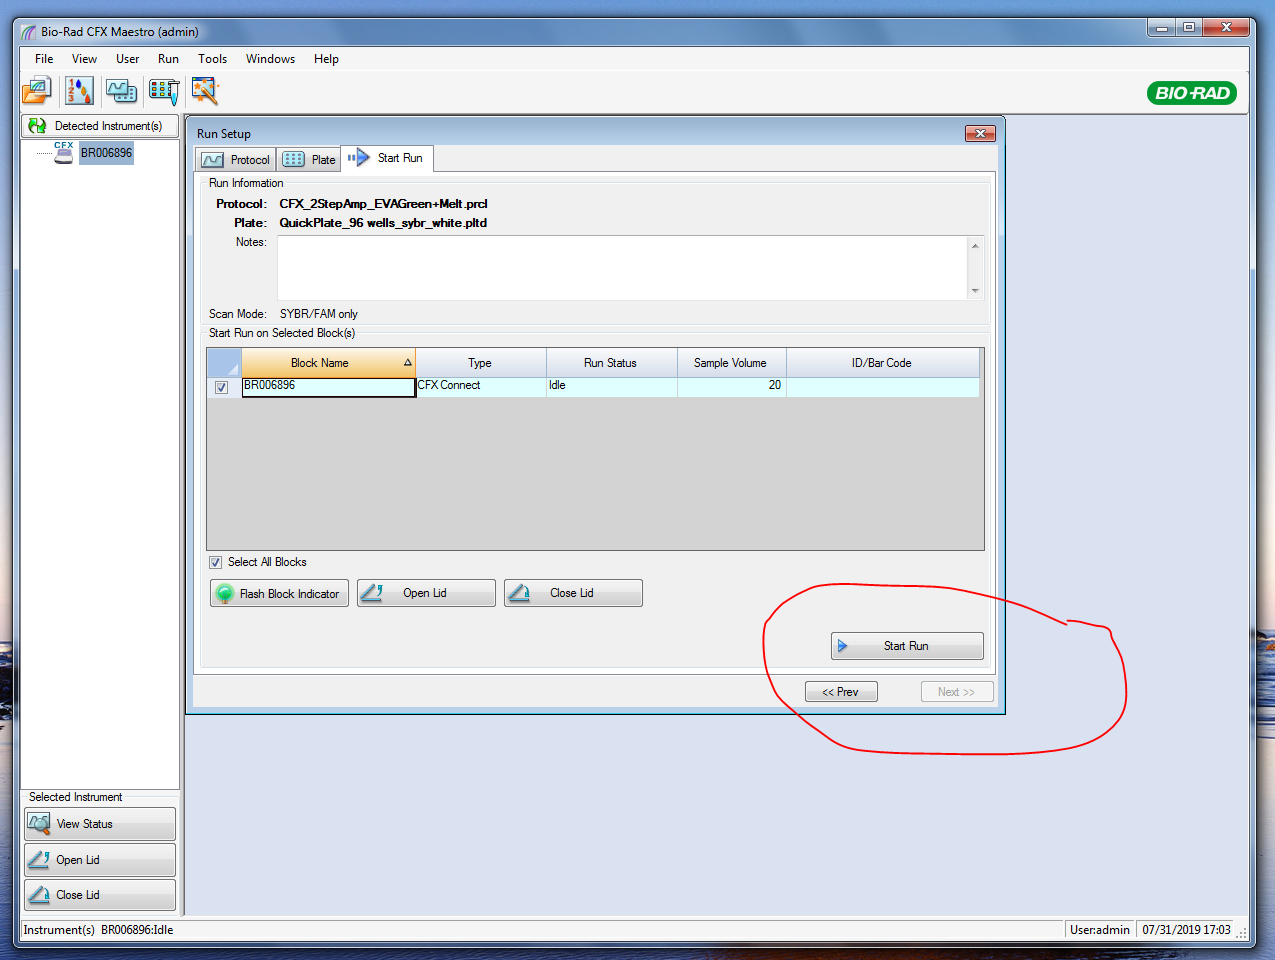 Bio-Rad CFX Maestro (admin)
File View User Run Tools Windows Help
BIO-RAD
Detected Instrument(s)
CFX
BR006896
Run Setup
Protocol Plate Start Run
Run Information
Protocol: CFX_2StepAmp_EVAGreen+Melt.prcl
Plate: QuickPlate_96 wells_sybr_white.pltd
Notes:
Scan Mode: SYBR/FAM only
Start Run on Selected Block(s)
Block Name Type Run Status Sample Volume ID/Bar Code
BR006896 CFX Connect Idle 20
Select All Blocks
Flash Block Indicator Open Lid Close Lid
Start Run
<< Prev Next >>
Selected Instrument
View Status
Open Lid
Close Lid
Instrument(s) BR006896:Idle User:admin 07/31/2019 17:03